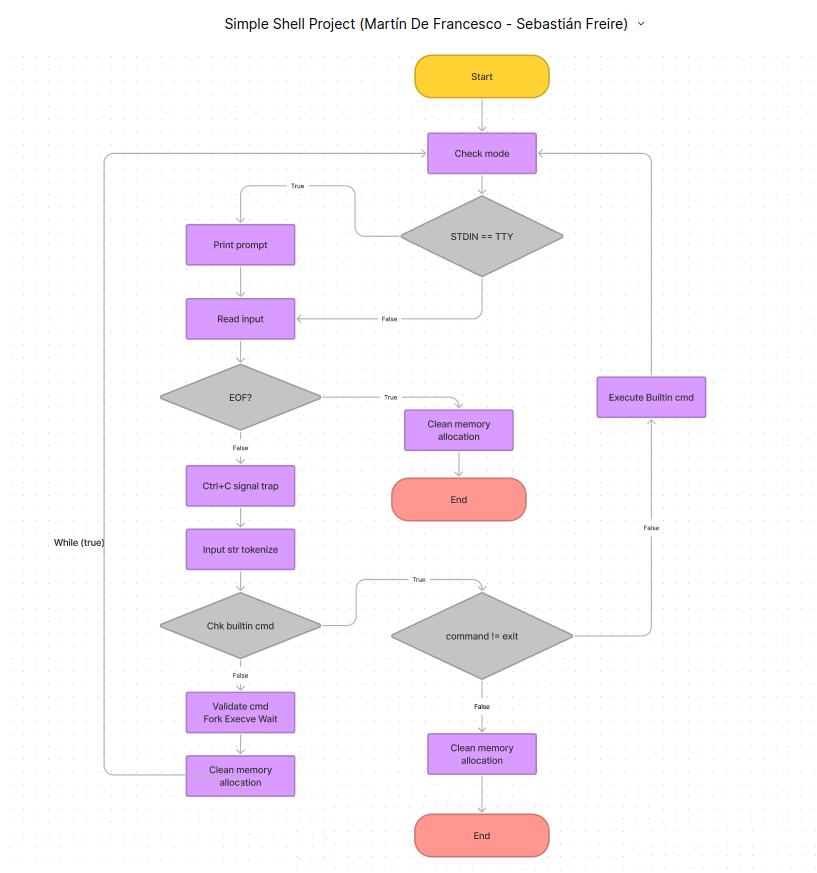 Simple Shell Project (Martín De Francesco - Sebastián Freire)
Start
Check mode
True
STDIN == TTY
Print prompt
Read input
False
EOF?
True
Execute Builtin cmd
Clean memory
allocation
False
Ctrl+C signal trap
End
False
While (true)
Input str tokenize
True
Chk builtin cmd
command != exit
False
Validate cmd
Fork Execve Wait
False
Clean memory
allocation
Clean memory
allocation
End